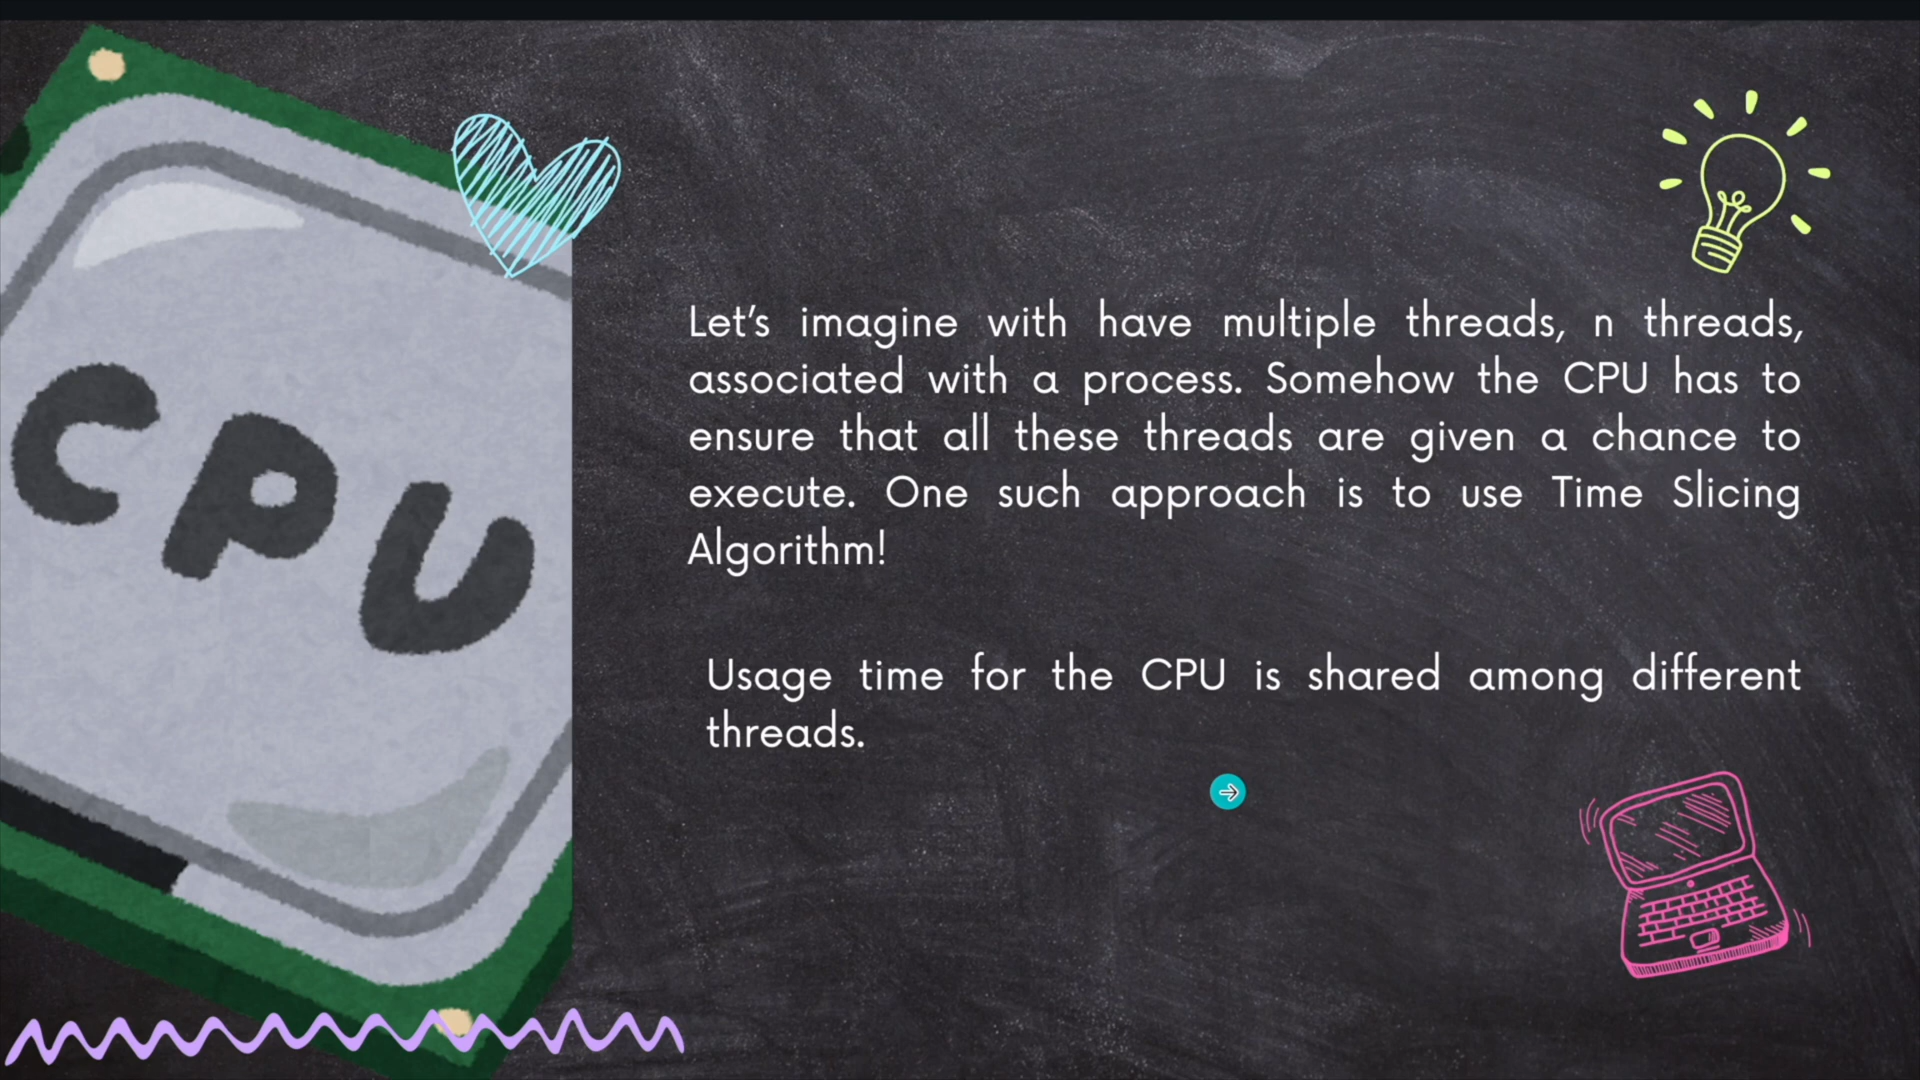 CPU
Let's imagine with have multiple threads, n threads,
associated with a process. Somehow the CPU has to
ensure that all these threads are given a chance to
execute. One such approach is to use Time Slicing
Algorithm!
Usage time for the CPU is shared among different
threads.